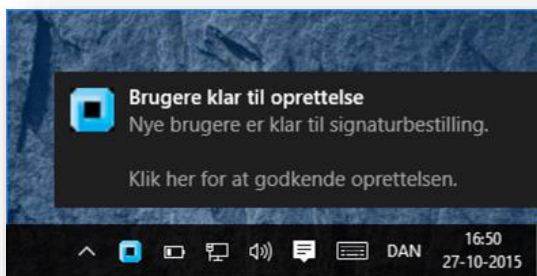 Brugere klar til oprettelse
Nye brugere er klar til signaturbestilling.
Klik her for at godkende oprettelsen.
DAN
16:50
27-10-2015